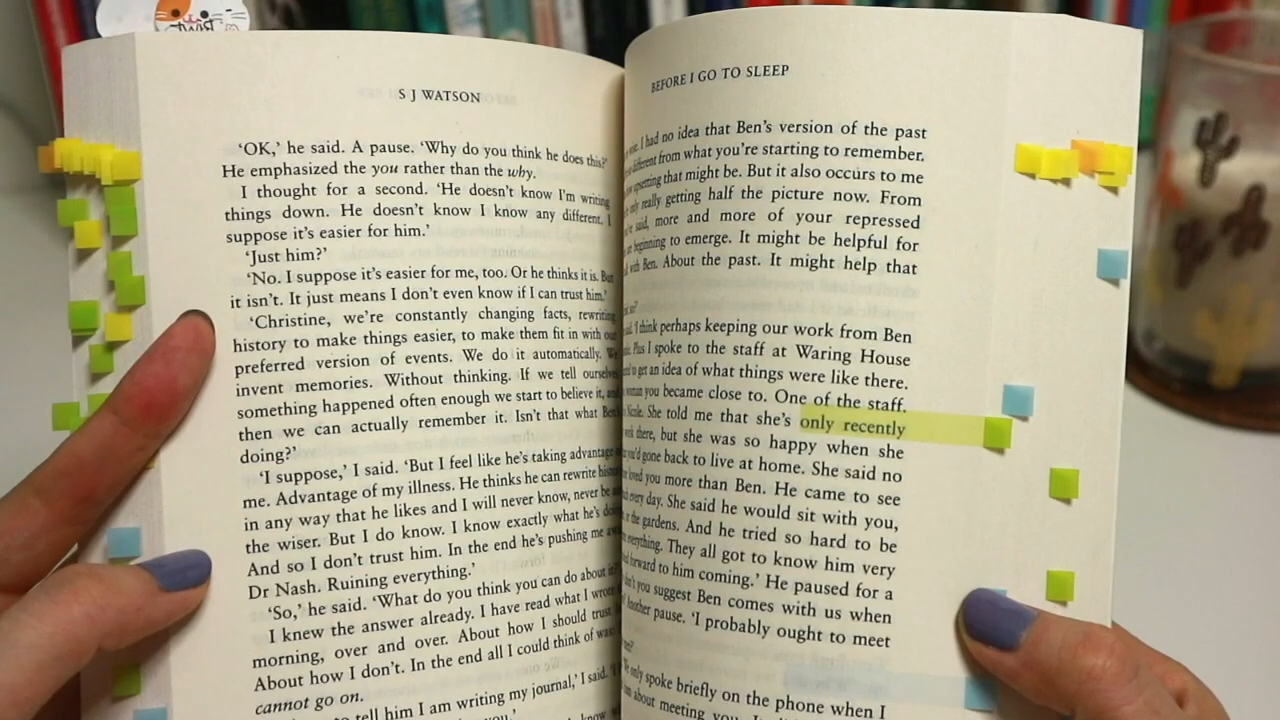 S J WATSON
‘OK,’ he said. A pause. ‘Why do you think he does this?’
He emphasized the you rather than the why.
I thought for a second. ‘He doesn’t know I’m writing
things down. He doesn’t know I know any different. I
suppose it’s easier for him.’
‘Just him?’
‘No. I suppose it’s easier for me, too. Or he thinks it is. But
it isn’t. It just means I don’t even know if I can trust him.’
‘Christine, we’re constantly changing facts, rewriting
history to make things easier, to make them fit in with our
preferred version of events. We do it automatically. We
invent memories. Without thinking. If we tell ourselves
something happened often enough we start to believe it, and
then we can actually remember it. Isn’t that what Ben’s
doing?’
‘I suppose,’ I said. ‘But I feel like he’s taking advantage
me. Advantage of my illness. He thinks he can rewrite history
in any way that he likes and I will never know, never be
the wiser. But I do know. I know exactly what he’s doing
And so I don’t trust him. In the end he’s pushing me away
Dr Nash. Ruining everything.’
‘So,’ he said. ‘What do you think you can do about it?’
I knew the answer already. I have read what I wrote
morning, over and over. About how I should trust
About how I don’t. In the end all I could think of was
cannot go on.
tell him I am writing my journal,’ I said.
you.’
BEFORE I GO TO SLEEP
I had no idea that Ben’s version of the past
different from what you’re starting to remember.
upsetting that might be. But it also occurs to me
only really getting half the picture now. From
said, more and more of your repressed
beginning to emerge. It might be helpful for
with Ben. About the past. It might help that
so?’
said. ‘I think perhaps keeping our work from Ben
Plus I spoke to the staff at Waring House
to get an idea of what things were like there.
woman you became close to. One of the staff.
Nicole. She told me that she’s only recently
work there, but she was so happy when she
you’d gone back to live at home. She said no
loved you more than Ben. He came to see
every day. She said he would sit with you,
or the gardens. And he tried so hard to be
everything. They all got to know him very
forward to him coming.’ He paused for a
don’t you suggest Ben comes with us when
Another pause. ‘I probably ought to meet
only spoke briefly on the phone when I
about meeting you.